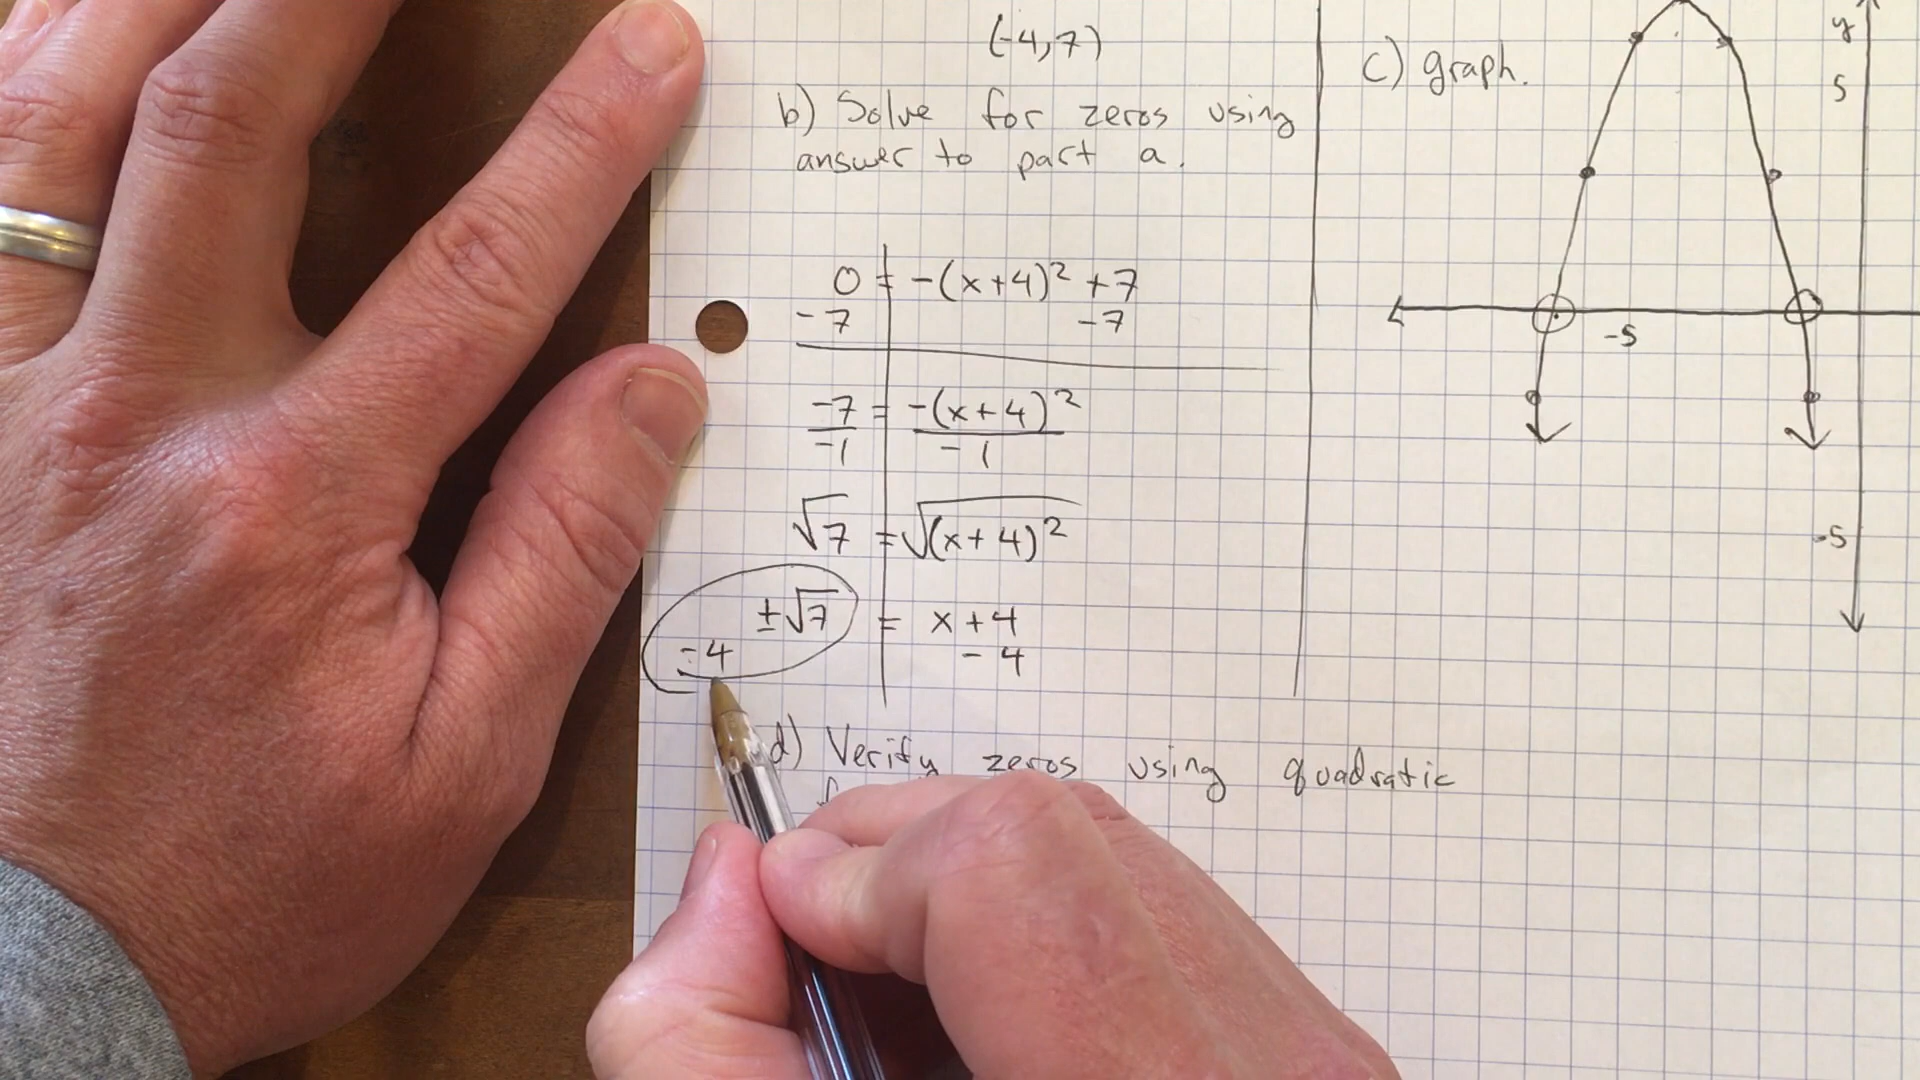 (-4,7)
b) Solve for zeros using
answer to part a.
0 = -(x+4)² +7
-7 -7
-7 = -(x+4)²
-1 -1
√7 = √(x+4)²
±√7 = x+4
-4 - 4
c) graph.
y
5
-5
-5
d) Verify zeros using quadratic